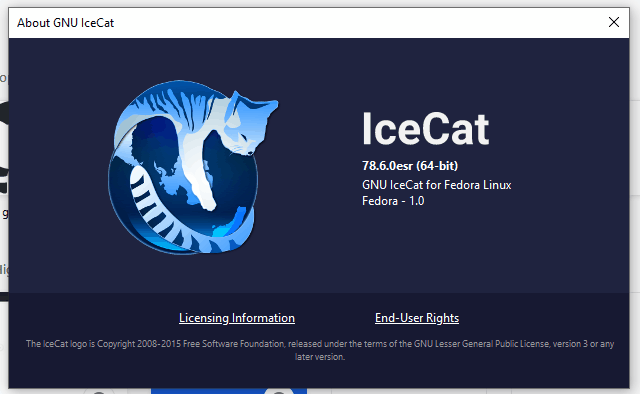 About GNU IceCat
IceCat
78.6.0esr (64-bit)
GNU IceCat for Fedora Linux
Fedora - 1.0
Licensing Information
End-User Rights
The IceCat logo is Copyright 2008-2015 Free Software Foundation, released under the terms of the GNU Lesser General Public License, version 3 or any
later version.